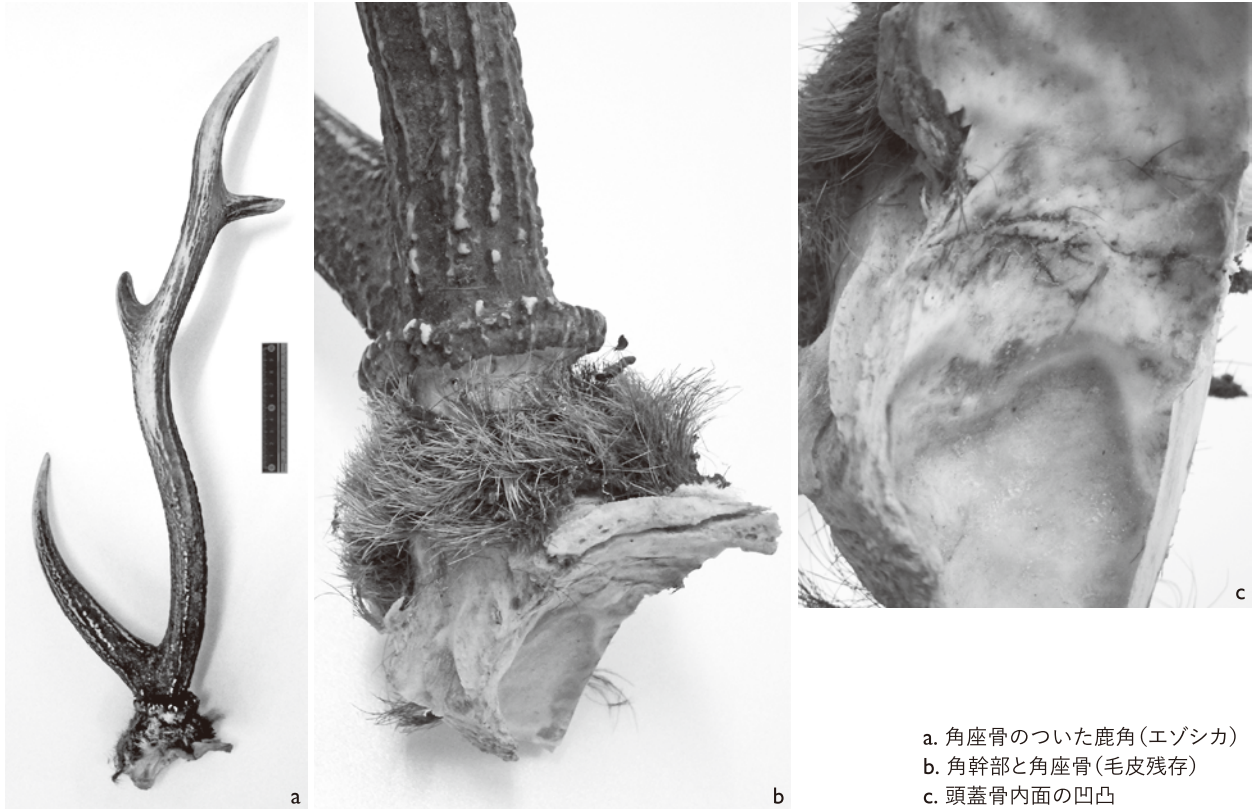 a
b
c
a. 角座骨のついた鹿角（エゾシカ）
b. 角幹部と角座骨（毛皮残存）
c. 頭蓋骨内面の凹凸